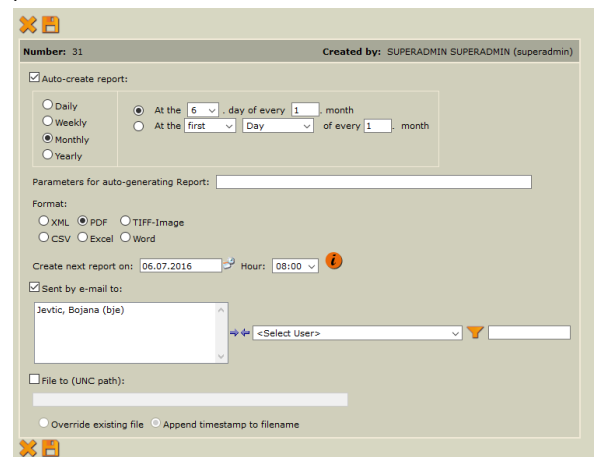 Number: 31 Created by: SUPERADMIN SUPERADMIN (superadmin)
Auto-create report:
Daily
Weekly
Monthly
Yearly
At the 6 . day of every 1 . month
At the first Day of every 1 . month
Parameters for auto-generating Report:
Format:
XML PDF TIFF-Image
CSV Excel Word
Create next report on: 06.07.2016 Hour: 08:00 i
Sent by e-mail to:
Jevtic, Bojana (bje)
<Select User>
File to (UNC path):
Override existing file Append timestamp to filename